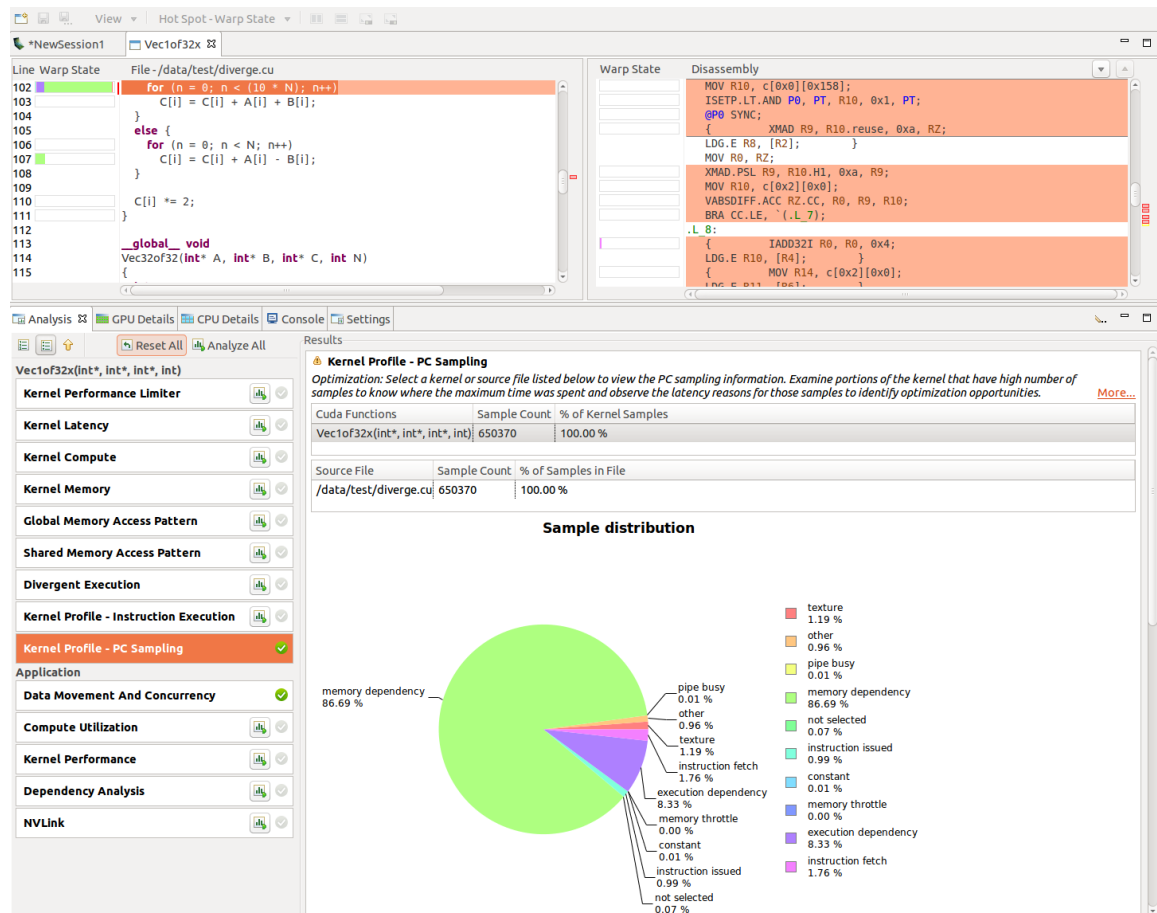 View Hot Spot - Warp State
*NewSession1 Vec1of32x
Line Warp State File - /data/test/diverge.cu
102 for (n = 0; n < (10 * N); n++)
103 C[i] = C[i] + A[i] + B[i];
104 }
105 else {
106 for (n = 0; n < N; n++)
107 C[i] = C[i] + A[i] - B[i];
108 }
109
110 C[i] *= 2;
111 }
112
113 __global__ void
114 Vec32of32(int* A, int* B, int* C, int N)
115 {
Warp State Disassembly
MOV R10, c[0x0][0x158];
ISETP.LT.AND P0, PT, R10, 0x1, PT;
@P0 SYNC;
{ XMAD R9, R10.reuse, 0xa, RZ;
LDG.E R8, [R2]; }
MOV R0, RZ;
XMAD.PSL R9, R10.H1, 0xa, R9;
MOV R10, c[0x2][0x0];
VABSDIFF.ACC RZ.CC, R0, R9, R10;
BRA CC.LE, `(.L_7);
.L_8:
{ IADD32I R0, R0, 0x4;
LDG.E R10, [R4]; }
{ MOV R14, c[0x2][0x0];
LDG.E R11, [R6]; }
Analysis GPU Details CPU Details Console Settings
Reset All Analyze All
Vec1of32x(int*, int*, int*, int)
Kernel Performance Limiter
Kernel Latency
Kernel Compute
Kernel Memory
Global Memory Access Pattern
Shared Memory Access Pattern
Divergent Execution
Kernel Profile - Instruction Execution
Kernel Profile - PC Sampling
Application
Data Movement And Concurrency
Compute Utilization
Kernel Performance
Dependency Analysis
NVLink
Results
Kernel Profile - PC Sampling
Optimization: Select a kernel or source file listed below to view the PC sampling information. Examine portions of the kernel that have high number of
samples to know where the maximum time was spent and observe the latency reasons for those samples to identify optimization opportunities. More...
Cuda Functions Sample Count % of Kernel Samples
Vec1of32x(int*, int*, int*, int) 650370 100.00 %
Source File Sample Count % of Samples in File
/data/test/diverge.cu 650370 100.00 %
Sample distribution
memory dependency
86.69 %
pipe busy
0.01 %
other
0.96 %
texture
1.19 %
instruction fetch
1.76 %
execution dependency
8.33 %
memory throttle
0.00 %
constant
0.01 %
instruction issued
0.99 %
not selected
0.07 %
texture
1.19 %
other
0.96 %
pipe busy
0.01 %
memory dependency
86.69 %
not selected
0.07 %
instruction issued
0.99 %
constant
0.01 %
memory throttle
0.00 %
execution dependency
8.33 %
instruction fetch
1.76 %